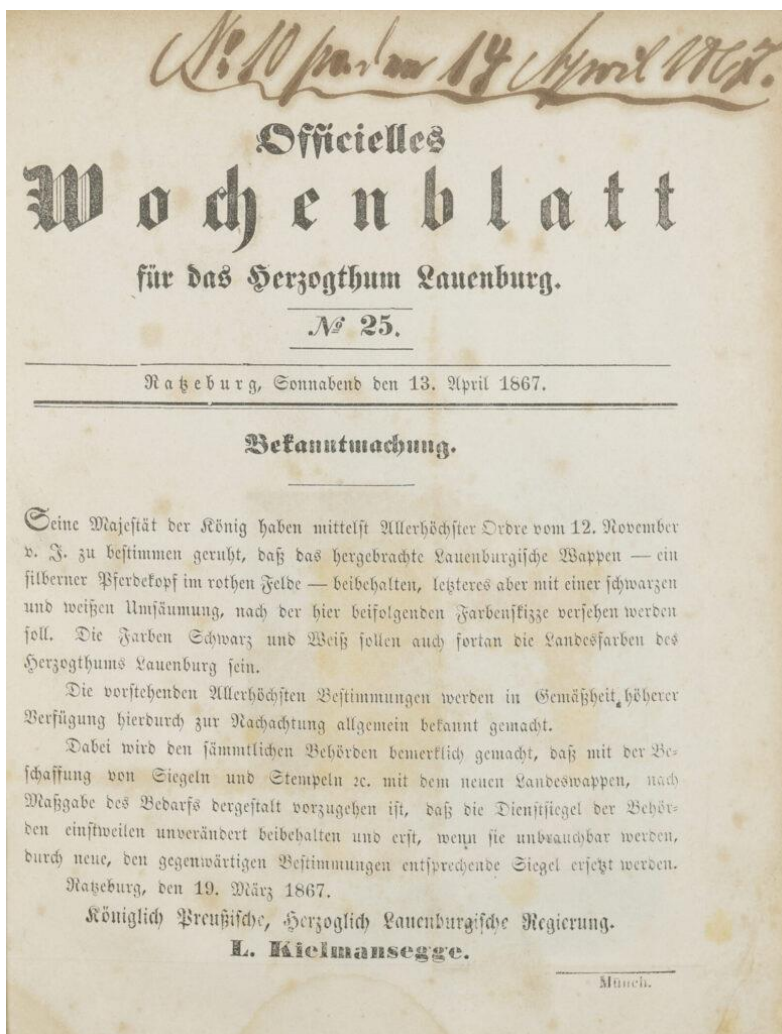 14 April
Officielles
Wochenblatt
für das Herzogthum Lauenburg.
№ 25.
Ratzeburg, Sonnabend den 13. April 1867.
Bekanntmachung.
Seine Majestät der König haben mittelst Allerhöchster Ordre vom 12. November
v. J. zu bestimmen geruht, daß das hergebrachte Lauenburgische Wappen — ein
silberner Pferdekopf im rothen Felde — beibehalten, letzteres aber mit einer schwarzen
und weißen Umsäumung, nach der hier beifolgenden Farbenskizze versehen werden
soll. Die Farben Schwarz und Weiß sollen auch fortan die Landesfarben des
Herzogthums Lauenburg sein.
Die vorstehenden Allerhöchsten Bestimmungen werden in Gemäßheit höherer
Verfügung hierdurch zur Nachachtung allgemein bekannt gemacht.
Dabei wird den sämmtlichen Behörden bemerklich gemacht, daß mit der Be-
schaffung von Siegeln und Stempeln ꝛc. mit dem neuen Landeswappen, nach
Maßgabe des Bedarfs dergestalt vorzugehen ist, daß die Dienstsiegel der Behör-
den einstweilen unverändert beibehalten und erst, wenn sie unbrauchbar werden,
durch neue, den gegenwärtigen Bestimmungen entsprechende Siegel ersetzt werden.
Ratzeburg, den 19. März 1867.
Königlich Preußische, Herzoglich Lauenburgische Regierung.
L. Kielmansegge.
Münch.